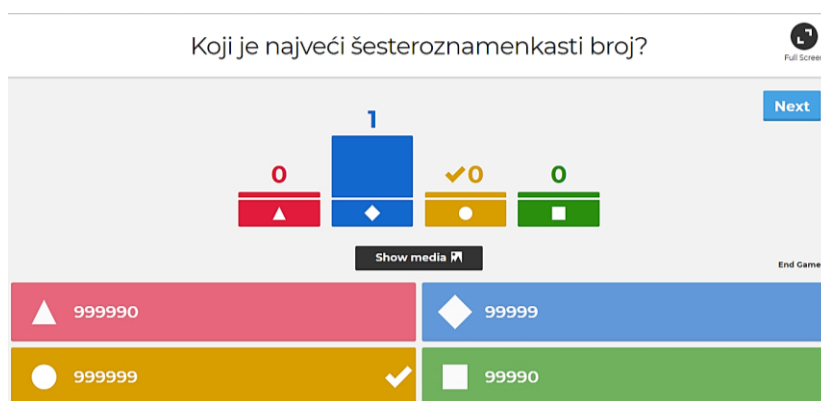 Koji je najveći šesteroznamenkasti broj?
Full Screen
Next
1
0
0
0
Show media
End Game
999990
99999
999999
99990